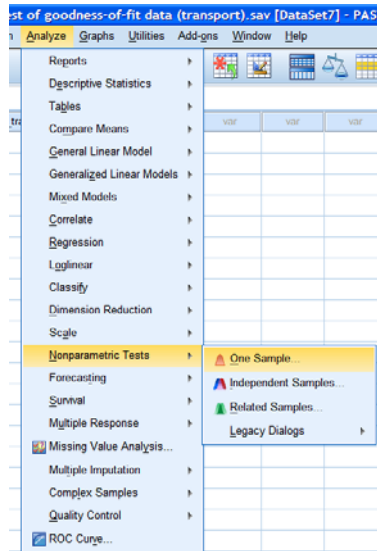 est of goodness-of-fit data (transport).sav [DataSet7] - PAS
Analyze Graphs Utilities Add-ons Window Help
Reports
Descriptive Statistics
Tables
Compare Means
General Linear Model
Generalized Linear Models
Mixed Models
Correlate
Regression
Loglinear
Classify
Dimension Reduction
Scale
Nonparametric Tests
Forecasting
Survival
Multiple Response
Missing Value Analysis...
Multiple Imputation
Complex Samples
Quality Control
ROC Curve...
One Sample...
Independent Samples...
Related Samples...
Legacy Dialogs
_tra
var var var